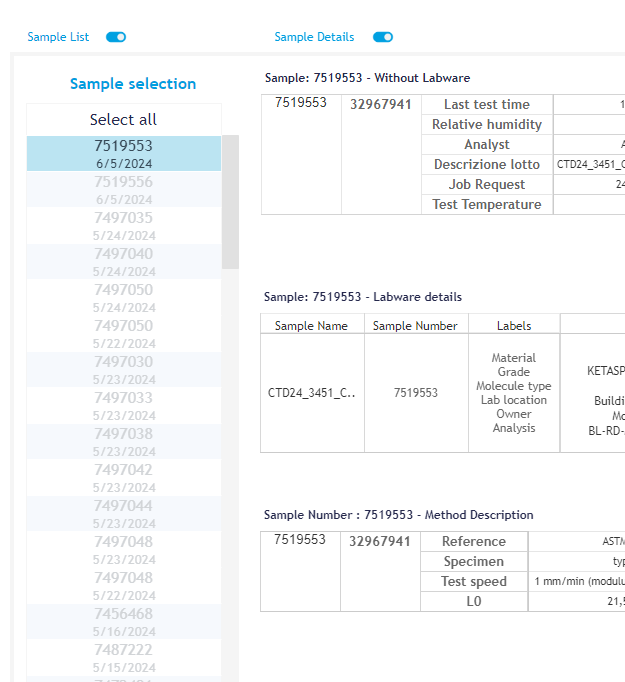 Sample List
Sample Details
Sample selection
Select all
7519553
6/5/2024
7519556
6/5/2024
7497035
5/24/2024
7497040
5/24/2024
7497050
5/24/2024
7497050
5/22/2024
7497030
5/23/2024
7497033
5/23/2024
7497038
5/23/2024
7497042
5/23/2024
7497044
5/23/2024
7497048
5/23/2024
7497048
5/22/2024
7456468
5/16/2024
7487222
5/15/2024
Sample: 7519553 - Without Labware
7519553 32967941 Last test time 1
Relative humidity
Analyst A
Descrizione lotto CTD24_3451_C
Job Request 24
Test Temperature
Sample: 7519553 - Labware details
Sample Name Sample Number Labels
Material
Grade KETASP
Molecule type
CTD24_3451_C.. 7519553 Lab location Buildi
Owner Mo
Analysis BL-RD-
Sample Number : 7519553 - Method Description
7519553 32967941 Reference ASTM
Specimen typ
Test speed 1 mm/min (modulu
L0 21,5